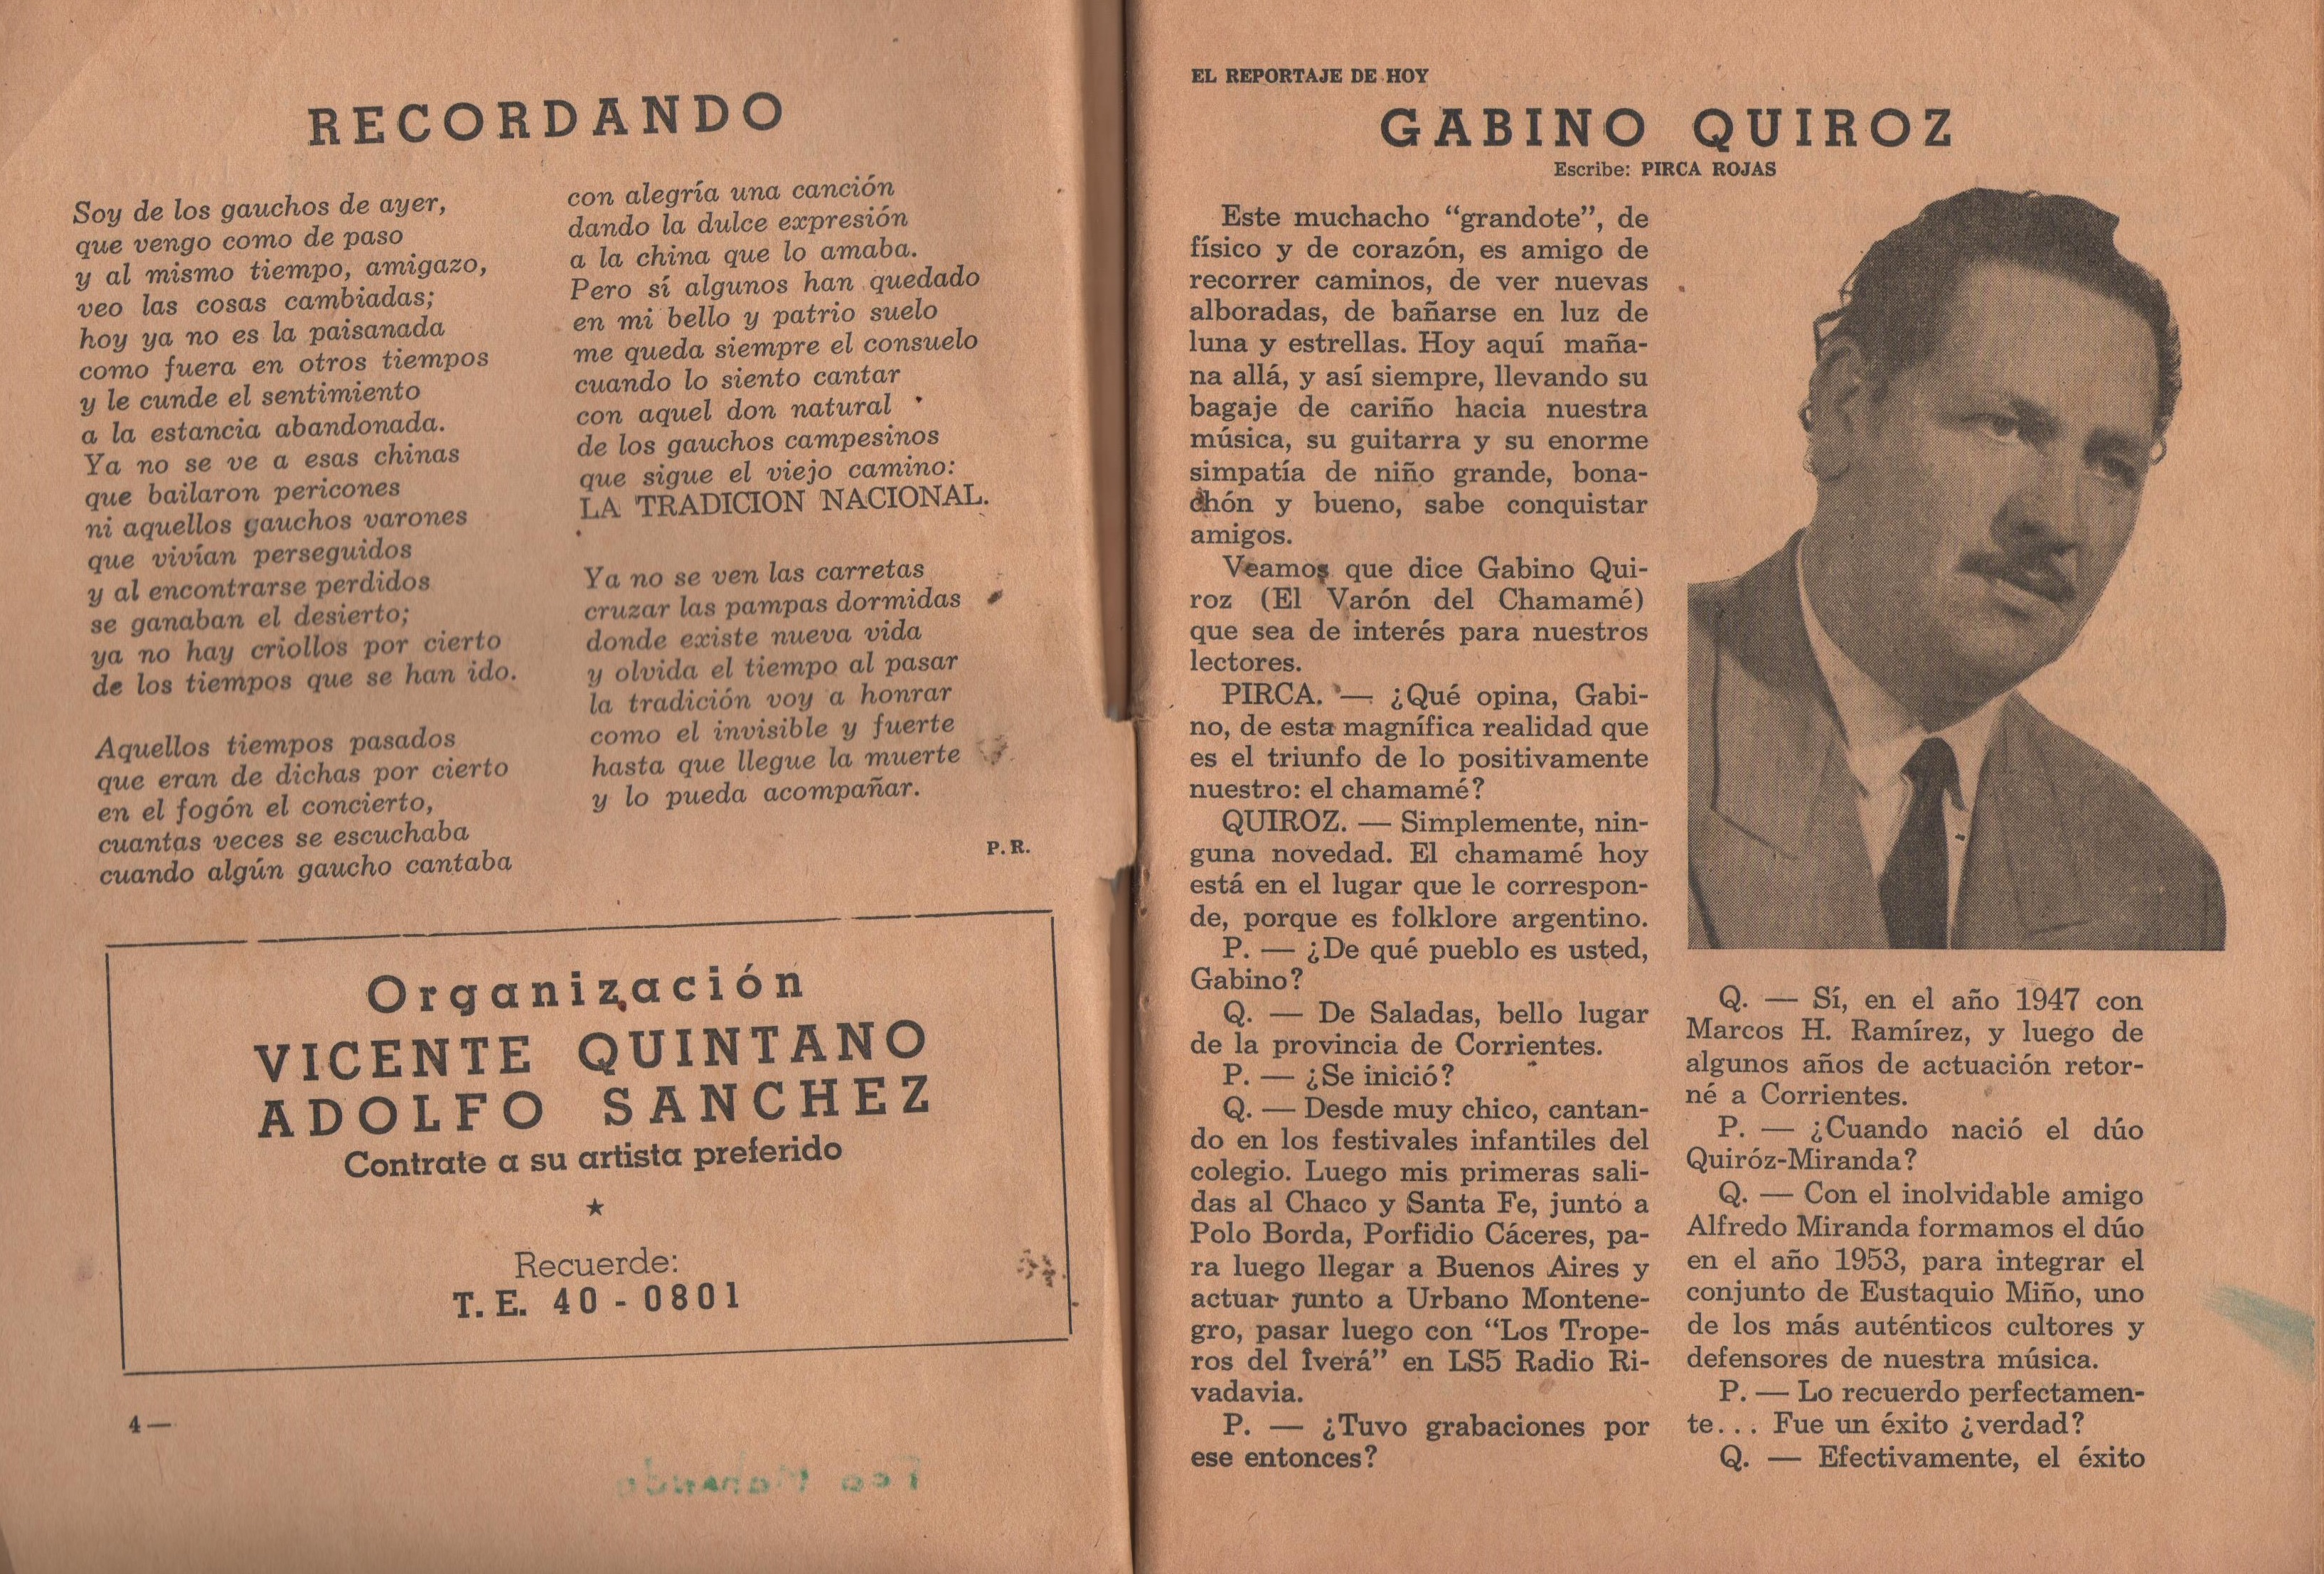 RECORDANDO
Soy de los gauchos de ayer,
que vengo como de paso
y al mismo tiempo, amigazo,
veo las cosas cambiadas;
hoy ya no es la paisanada
como fuera en otros tiempos
y le cunde el sentimiento
a la estancia abandonada.
Ya no se ve a esas chinas
que bailaron pericones
ni aquellos gauchos varones
que vivían perseguidos
y al encontrarse perdidos
se ganaban el desierto;
ya no hay criollos por cierto
de los tiempos que se han ido.
Aquellos tiempos pasados
que eran de dichas por cierto
en el fogón el concierto,
cuantas veces se escuchaba
cuando algún gaucho cantaba
con alegría una canción
dando la dulce expresión
a la china que lo amaba.
Pero sí algunos han quedado
en mi bello y patrio suelo
me queda siempre el consuelo
cuando lo siento cantar
con aquel don natural
de los gauchos campesinos
que sigue el viejo camino:
LA TRADICION NACIONAL.
Ya no se ven las carretas
cruzar las pampas dormidas
donde existe nueva vida
y olvida el tiempo al pasar
la tradición voy a honrar
como el invisible y fuerte
hasta que llegue la muerte
y lo pueda acompañar.
P. R.
Organización
VICENTE QUINTANO
ADOLFO SANCHEZ
Contrate a su artista preferido
★
Recuerde:
T. E. 40 - 0801
4 —
EL REPORTAJE DE HOY
GABINO QUIROZ
Escribe: PIRCA ROJAS
Este muchacho "grandote", de
físico y de corazón, es amigo de
recorrer caminos, de ver nuevas
alboradas, de bañarse en luz de
luna y estrellas. Hoy aquí maña-
na allá, y así siempre, llevando su
bagaje de cariño hacia nuestra
música, su guitarra y su enorme
simpatía de niño grande, bona-
chón y bueno, sabe conquistar
amigos.
Veamos que dice Gabino Qui-
roz (El Varón del Chamamé)
que sea de interés para nuestros
lectores.
PIRCA. — ¿Qué opina, Gabi-
no, de esta magnífica realidad que
es el triunfo de lo positivamente
nuestro: el chamamé?
QUIROZ. — Simplemente, nin-
guna novedad. El chamamé hoy
está en el lugar que le correspon-
de, porque es folklore argentino.
P. — ¿De qué pueblo es usted,
Gabino?
Q. — De Saladas, bello lugar
de la provincia de Corrientes.
P. — ¿Se inició?
Q. — Desde muy chico, cantan-
do en los festivales infantiles del
colegio. Luego mis primeras sali-
das al Chaco y Santa Fe, junto a
Polo Borda, Porfidio Cáceres, pa-
ra luego llegar a Buenos Aires y
actuar junto a Urbano Montene-
gro, pasar luego con "Los Trope-
ros del Iverá" en LS5 Radio Ri-
vadavia.
P. — ¿Tuvo grabaciones por
ese entonces?
Q. — Sí, en el año 1947 con
Marcos H. Ramírez, y luego de
algunos años de actuación retor-
né a Corrientes.
P. — ¿Cuando nació el dúo
Quiróz-Miranda?
Q. — Con el inolvidable amigo
Alfredo Miranda formamos el dúo
en el año 1953, para integrar el
conjunto de Eustaquio Miño, uno
de los más auténticos cultores y
defensores de nuestra música.
P. — Lo recuerdo perfectamen-
te... Fue un éxito ¿verdad?
Q. — Efectivamente, el éxito